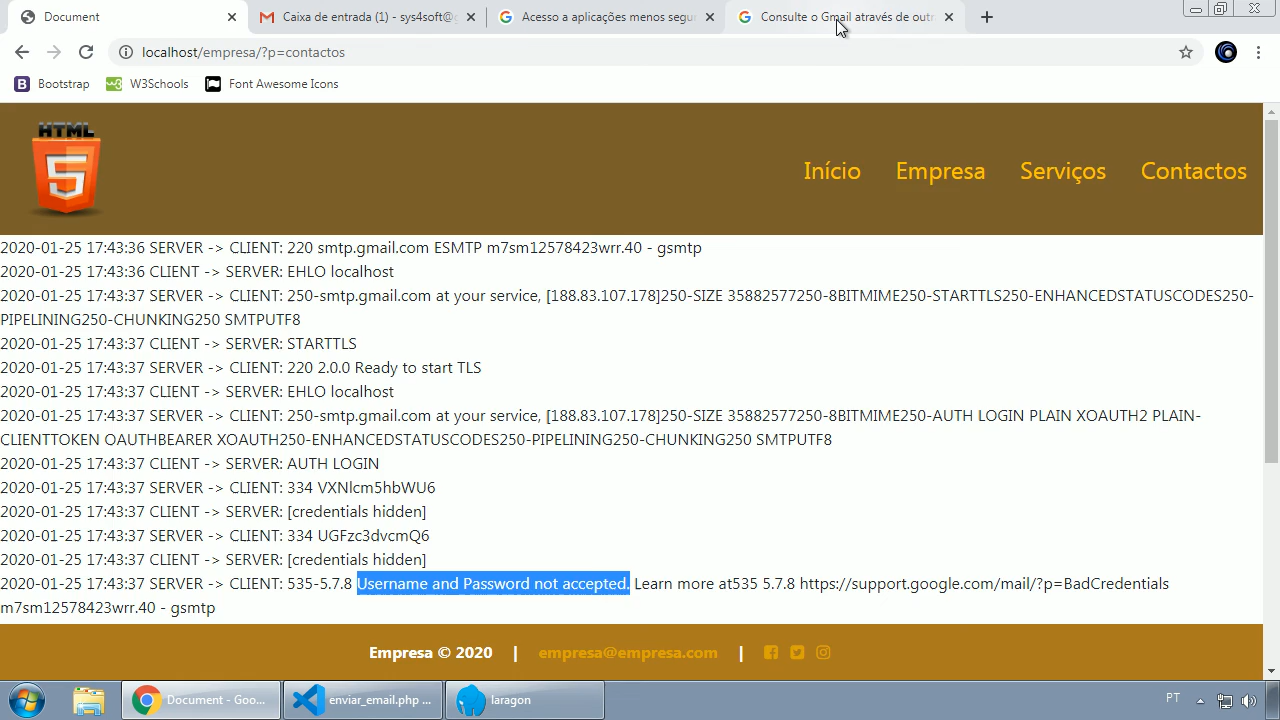 Document
Caixa de entrada (1) - sys4soft@g
Acesso a aplicações menos segu
Consulte o Gmail através de outr
localhost/empresa/?p=contactos
Bootstrap
W3Schools
Font Awesome Icons
HTML
5
Início
Empresa
Serviços
Contactos
2020-01-25 17:43:36 SERVER -> CLIENT: 220 smtp.gmail.com ESMTP m7sm12578423wrr.40 - gsmtp
2020-01-25 17:43:36 CLIENT -> SERVER: EHLO localhost
2020-01-25 17:43:37 SERVER -> CLIENT: 250-smtp.gmail.com at your service, [188.83.107.178]250-SIZE 35882577250-8BITMIME250-STARTTLS250-ENHANCEDSTATUSCODES250-
PIPELINING250-CHUNKING250 SMTPUTF8
2020-01-25 17:43:37 CLIENT -> SERVER: STARTTLS
2020-01-25 17:43:37 SERVER -> CLIENT: 220 2.0.0 Ready to start TLS
2020-01-25 17:43:37 CLIENT -> SERVER: EHLO localhost
2020-01-25 17:43:37 SERVER -> CLIENT: 250-smtp.gmail.com at your service, [188.83.107.178]250-SIZE 35882577250-8BITMIME250-AUTH LOGIN PLAIN XOAUTH2 PLAIN-
CLIENTTOKEN OAUTHBEARER XOAUTH250-ENHANCEDSTATUSCODES250-PIPELINING250-CHUNKING250 SMTPUTF8
2020-01-25 17:43:37 CLIENT -> SERVER: AUTH LOGIN
2020-01-25 17:43:37 SERVER -> CLIENT: 334 VXNlcm5hbWU6
2020-01-25 17:43:37 CLIENT -> SERVER: [credentials hidden]
2020-01-25 17:43:37 SERVER -> CLIENT: 334 UGFzc3dvcmQ6
2020-01-25 17:43:37 CLIENT -> SERVER: [credentials hidden]
2020-01-25 17:43:37 SERVER -> CLIENT: 535-5.7.8 Username and Password not accepted. Learn more at535 5.7.8 https://support.google.com/mail/?p=BadCredentials
m7sm12578423wrr.40 - gsmtp
Empresa © 2020 | empresa@empresa.com |
Document - Goo...
enviar_email.php ...
laragon
PT